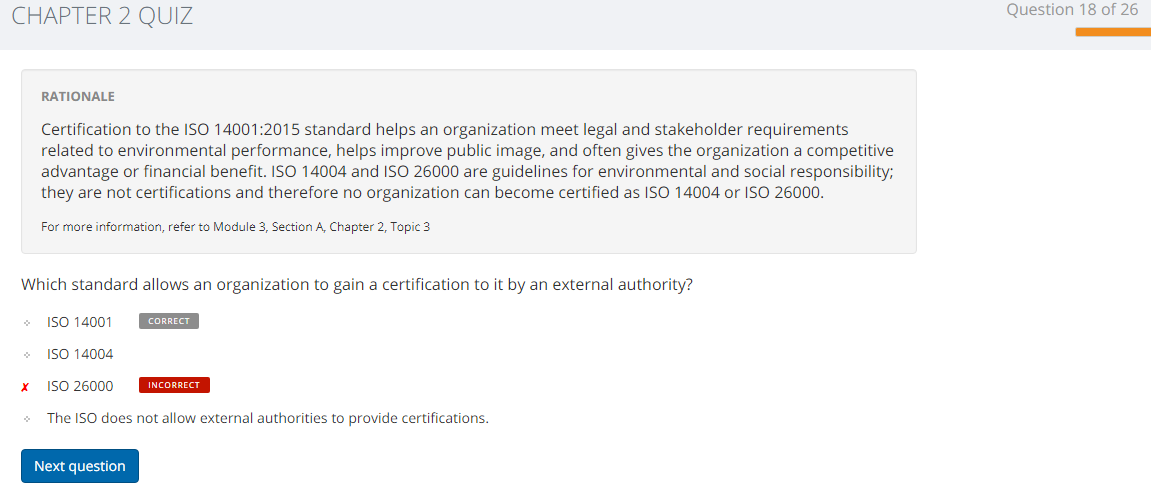 CHAPTER 2 QUIZ
Question 18 of 26
RATIONALE
Certification to the ISO 14001:2015 standard helps an organization meet legal and stakeholder requirements
related to environmental performance, helps improve public image, and often gives the organization a competitive
advantage or financial benefit. ISO 14004 and ISO 26000 are guidelines for environmental and social responsibility;
they are not certifications and therefore no organization can become certified as ISO 14004 or ISO 26000.
For more information, refer to Module 3, Section A, Chapter 2, Topic 3
Which standard allows an organization to gain a certification to it by an external authority?
ISO 14001 CORRECT
ISO 14004
✗ ISO 26000 INCORRECT
The ISO does not allow external authorities to provide certifications.
Next question